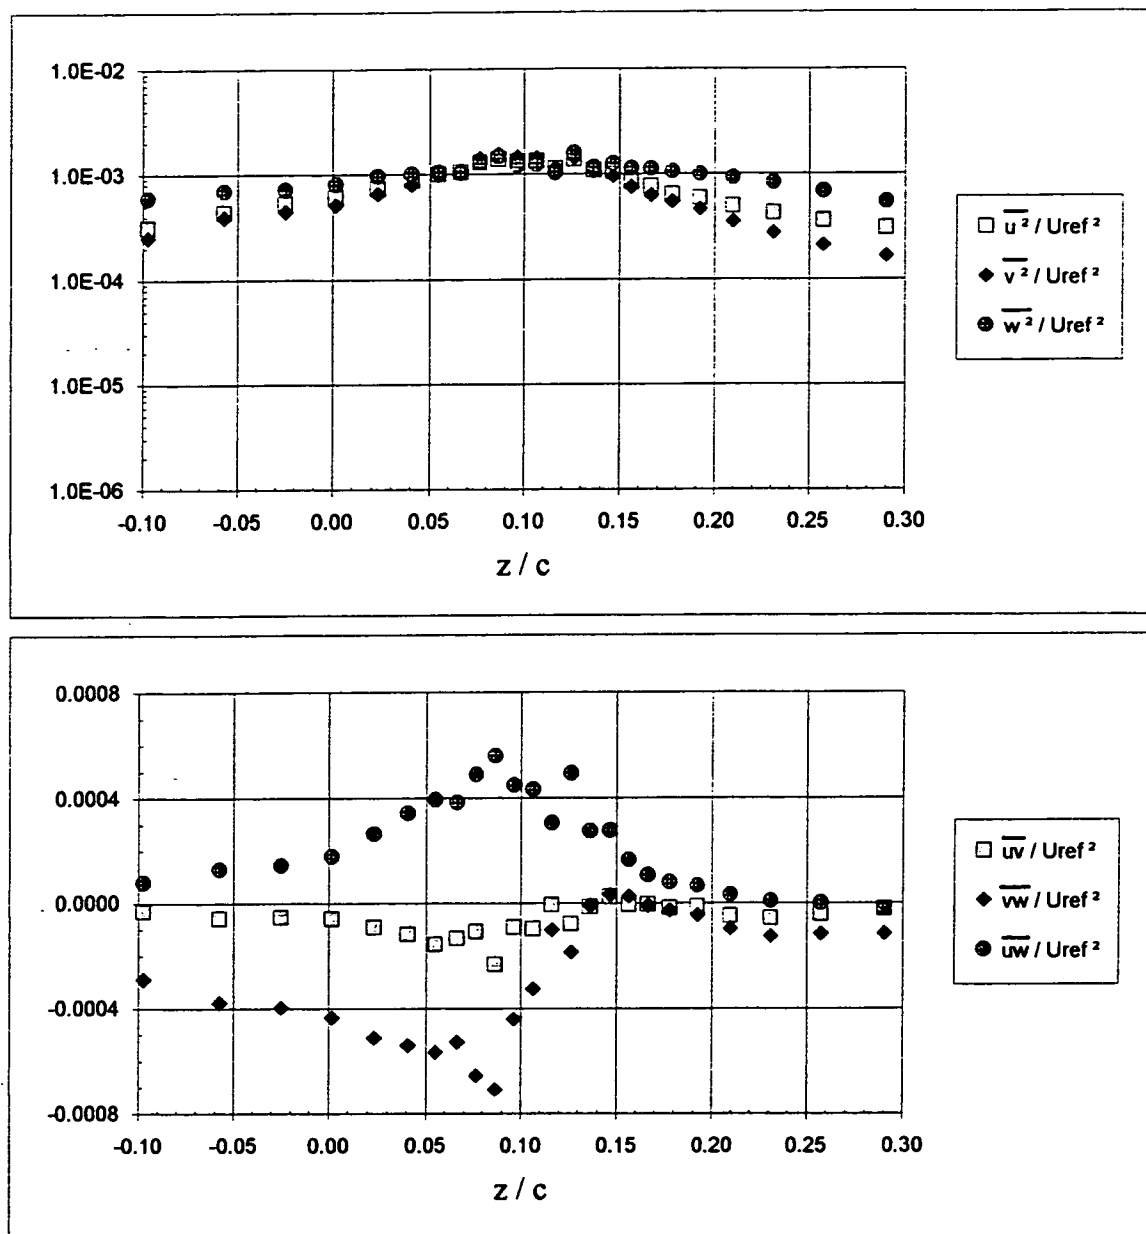 1.0E-02
1.0E-03
1.0E-04
1.0E-05
1.0E-06
-0.10 -0.05 0.00 0.05 0.10 0.15 0.20 0.25 0.30
z / c
u² / Uref²
v² / Uref²
w² / Uref²
0.0008
0.0004
0.0000
-0.0004
-0.0008
-0.10 -0.05 0.00 0.05 0.10 0.15 0.20 0.25 0.30
z / c
uv / Uref²
vw / Uref²
uw / Uref²